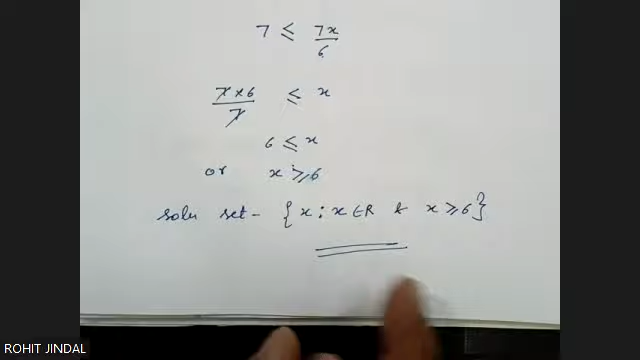 7 ≤ 7x/6
7×6/7 ≤ x
6 ≤ x
or x ≥ 6
soln set - {x : x ∈ R & x ≥ 6}
ROHIT JINDAL